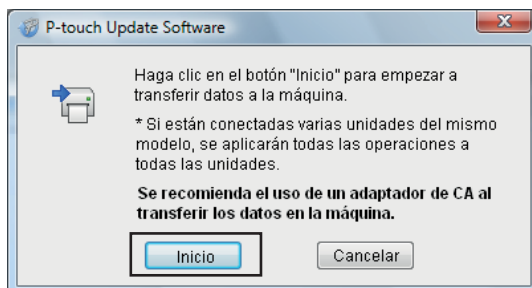 P-touch Update Software
Haga clic en el botón "Inicio" para empezar a
transferir datos a la máquina.
* Si están conectadas varias unidades del mismo
modelo, se aplicarán todas las operaciones a
todas las unidades.
Se recomienda el uso de un adaptador de CA al
transferir los datos en la máquina.
Inicio
Cancelar